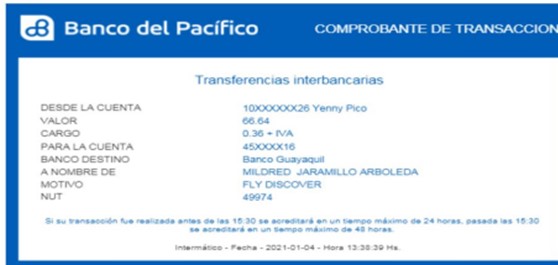 Banco del Pacífico COMPROBANTE DE TRANSACCION
Transferencias interbancarias
DESDE LA CUENTA 10XXXXXX26 Yenny Pico
VALOR 66.64
CARGO 0.36 + IVA
PARA LA CUENTA 45XXXX16
BANCO DESTINO Banco Guayaquil
A NOMBRE DE MILDRED JARAMILLO ARBOLEDA
MOTIVO FLY DISCOVER
NUT 49974
Si su transacción fue realizada antes de las 15:30 se acreditará en un tiempo máximo de 24 horas, pasada las 15:30
se acreditará en un tiempo máximo de 48 horas.
Intermático - Fecha - 2021-01-04 - Hora 13:38:39 Hs.